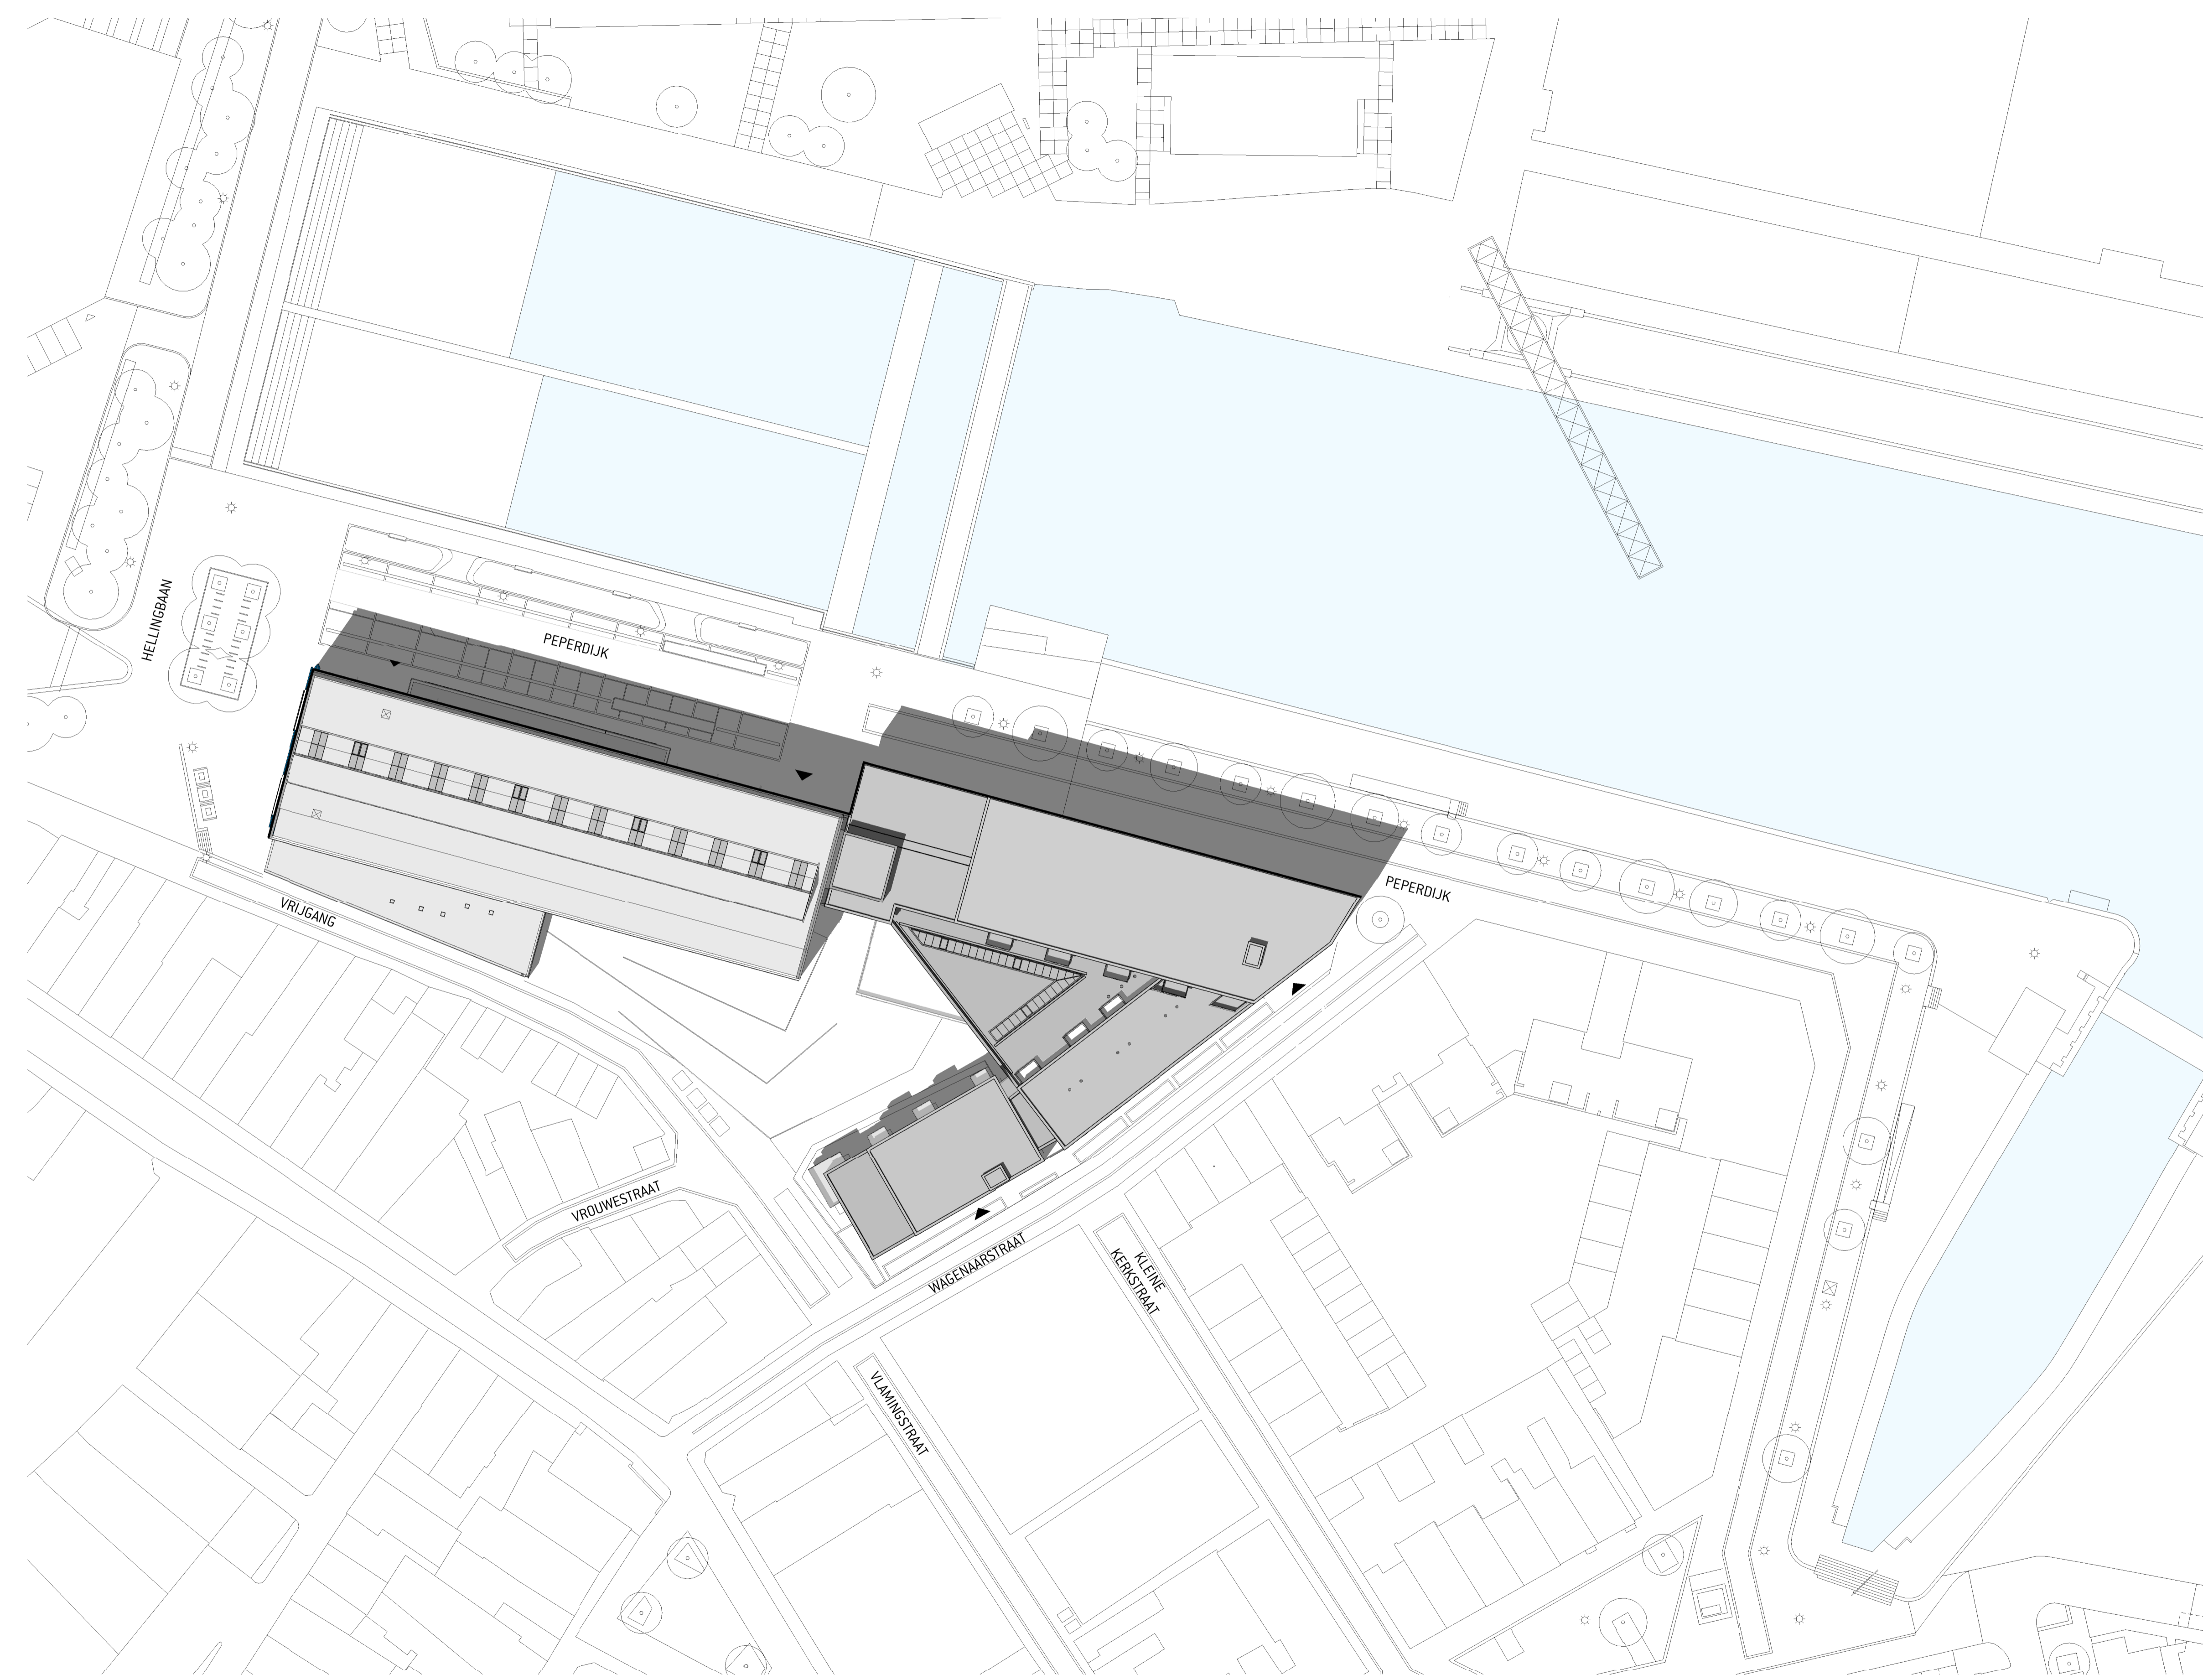 HELLINGBAAN
PEPERDIJK
PEPERDIJK
VRIJGANG
VROUWESTRAAT
WAGENAARSTRAAT
KLEINE
KERKSTRAAT
VLAMINGSTRAAT